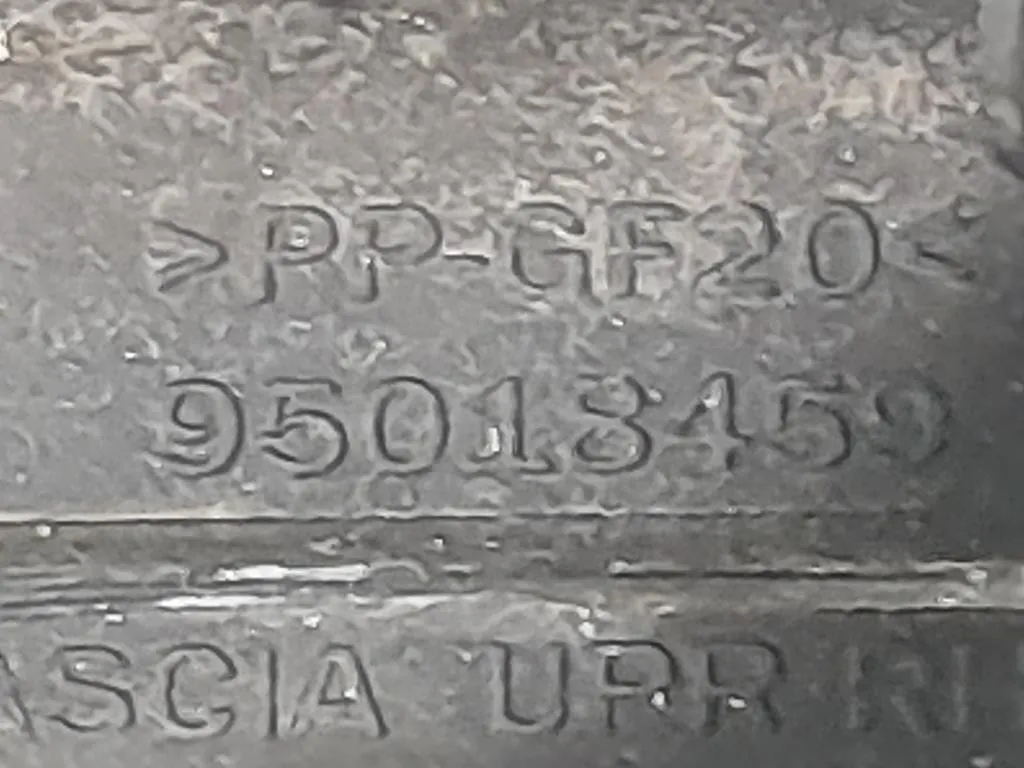 >PP-GF20<
95018459
ASCIA UPR R